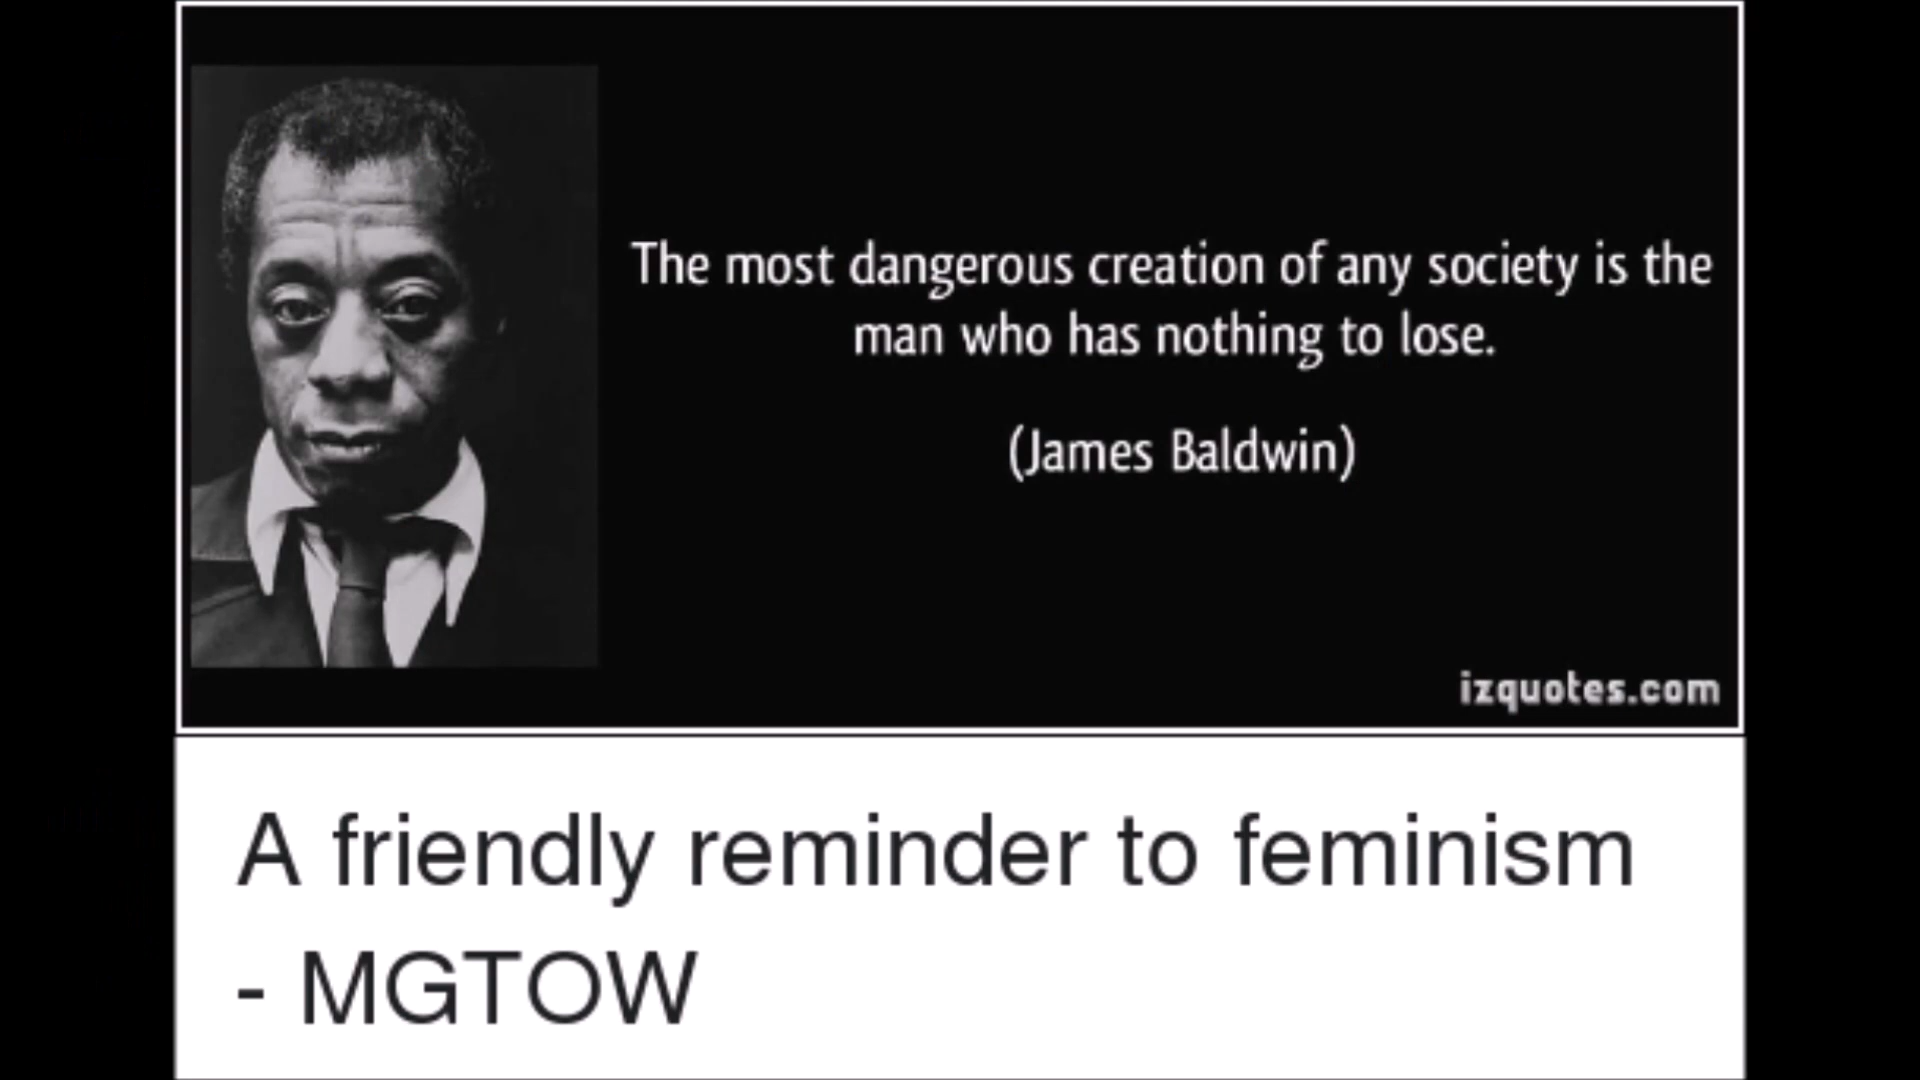 The most dangerous creation of any society is the
man who has nothing to lose.
(James Baldwin)
izquotes.com
A friendly reminder to feminism
- MGTOW